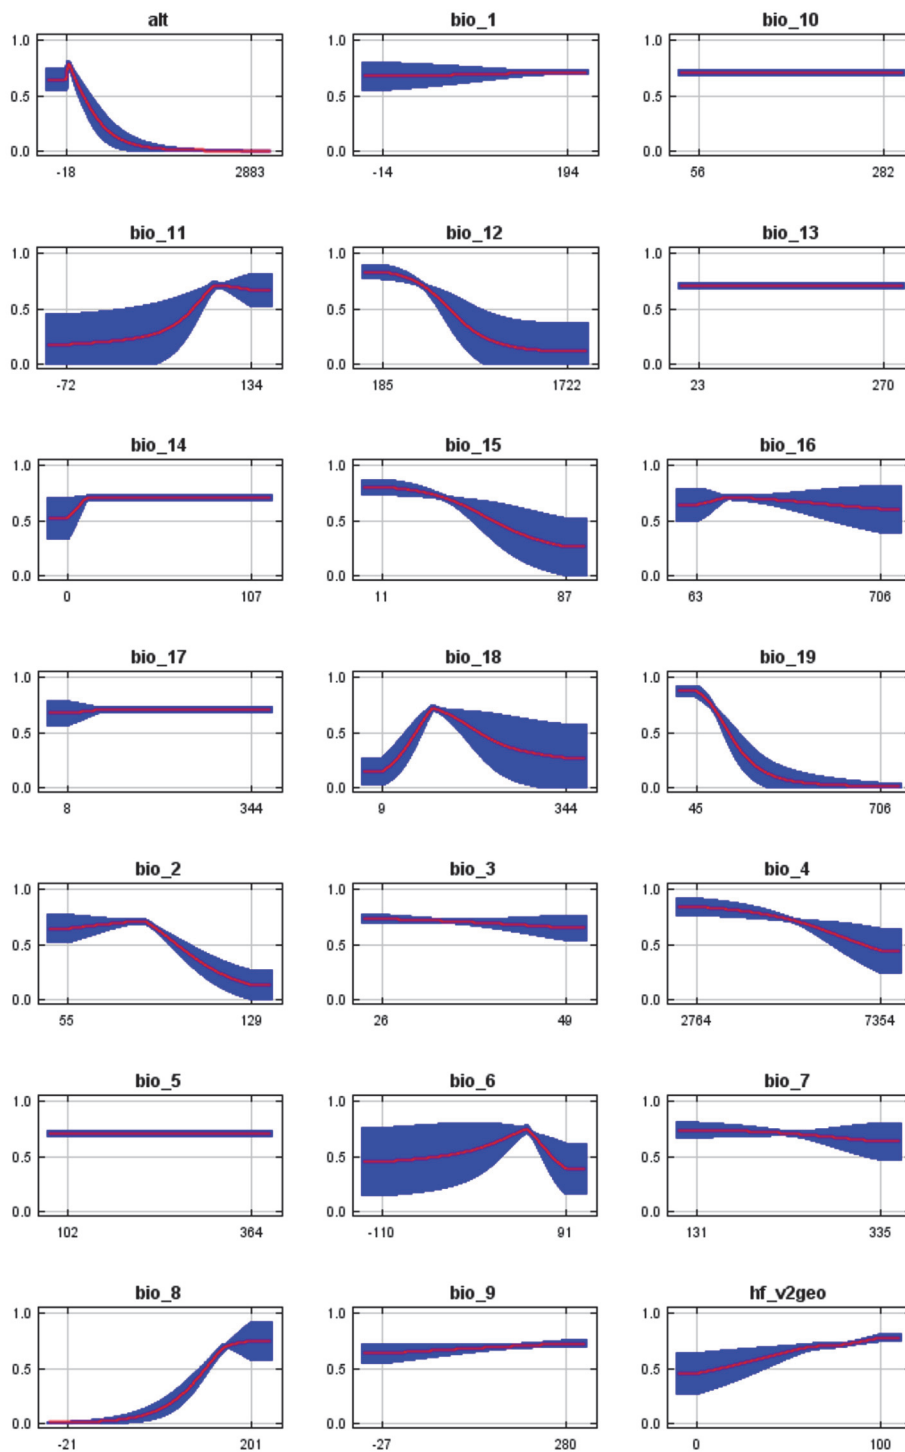 alt bio_1 bio_10
1.0 1.0 1.0
0.5 0.5 0.5
0.0 0.0 0.0
-18 2883 -14 194 56 282
bio_11 bio_12 bio_13
1.0 1.0 1.0
0.5 0.5 0.5
0.0 0.0 0.0
-72 134 185 1722 23 270
bio_14 bio_15 bio_16
1.0 1.0 1.0
0.5 0.5 0.5
0.0 0.0 0.0
0 107 11 87 63 706
bio_17 bio_18 bio_19
1.0 1.0 1.0
0.5 0.5 0.5
0.0 0.0 0.0
8 344 9 344 45 706
bio_2 bio_3 bio_4
1.0 1.0 1.0
0.5 0.5 0.5
0.0 0.0 0.0
55 129 26 49 2764 7354
bio_5 bio_6 bio_7
1.0 1.0 1.0
0.5 0.5 0.5
0.0 0.0 0.0
102 364 -110 91 131 335
bio_8 bio_9 hf_v2geo
1.0 1.0 1.0
0.5 0.5 0.5
0.0 0.0 0.0
-21 201 -27 280 0 100